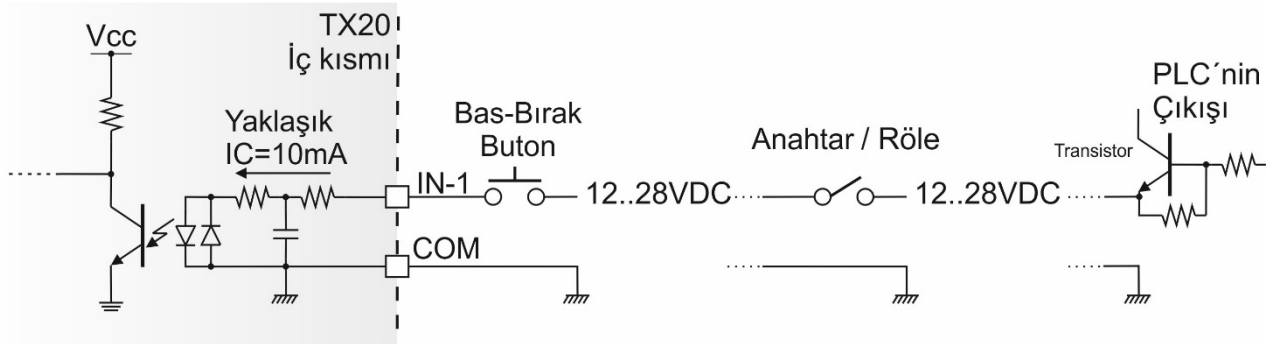 TX20
İç kısmı
Vcc
Yaklaşık
IC=10mA
IN-1
COM
Bas-Bırak
Buton
12..28VDC
Anahtar / Röle
12..28VDC
PLC´nin
Çıkışı
Transistor